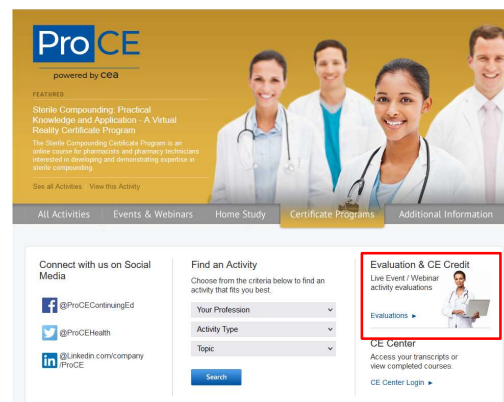 ProCE
powered by cea
FEATURED
Sterile Compounding: Practical
Knowledge and Application - A Virtual
Reality Certificate Program
The Sterile Compounding Certificate Program is an
online course for pharmacists and pharmacy technicians
interested in developing and demonstrating expertise in
sterile compounding.
See all Activities View this Activity
All Activities Events & Webinars Home Study Certificate Programs Additional Information
Connect with us on Social
Media
@ProCEContinuingEd
@ProCEHealth
@Linkedin.com/company
/ProCE
Find an Activity
Choose from the criteria below to find an
activity that fits you best.
Your Profession
Activity Type
Topic
Search
Evaluation & CE Credit
Live Event / Webinar
activity evaluations
Evaluations
CE Center
Access your transcripts or
view completed courses.
CE Center Login